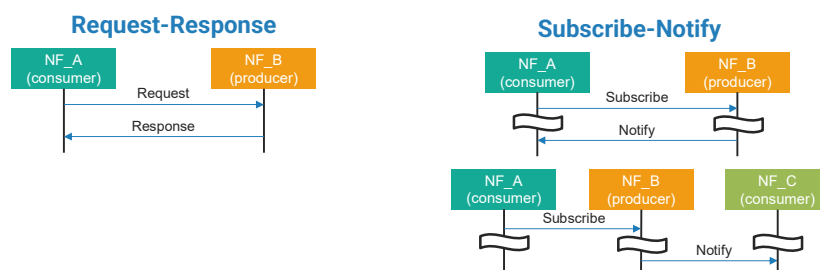 Request-Response
NF_A
(consumer)
NF_B
(producer)
Request
Response
Subscribe-Notify
NF_A
(consumer)
NF_B
(producer)
Subscribe
Notify
NF_A
(consumer)
NF_B
(producer)
NF_C
(consumer)
Subscribe
Notify